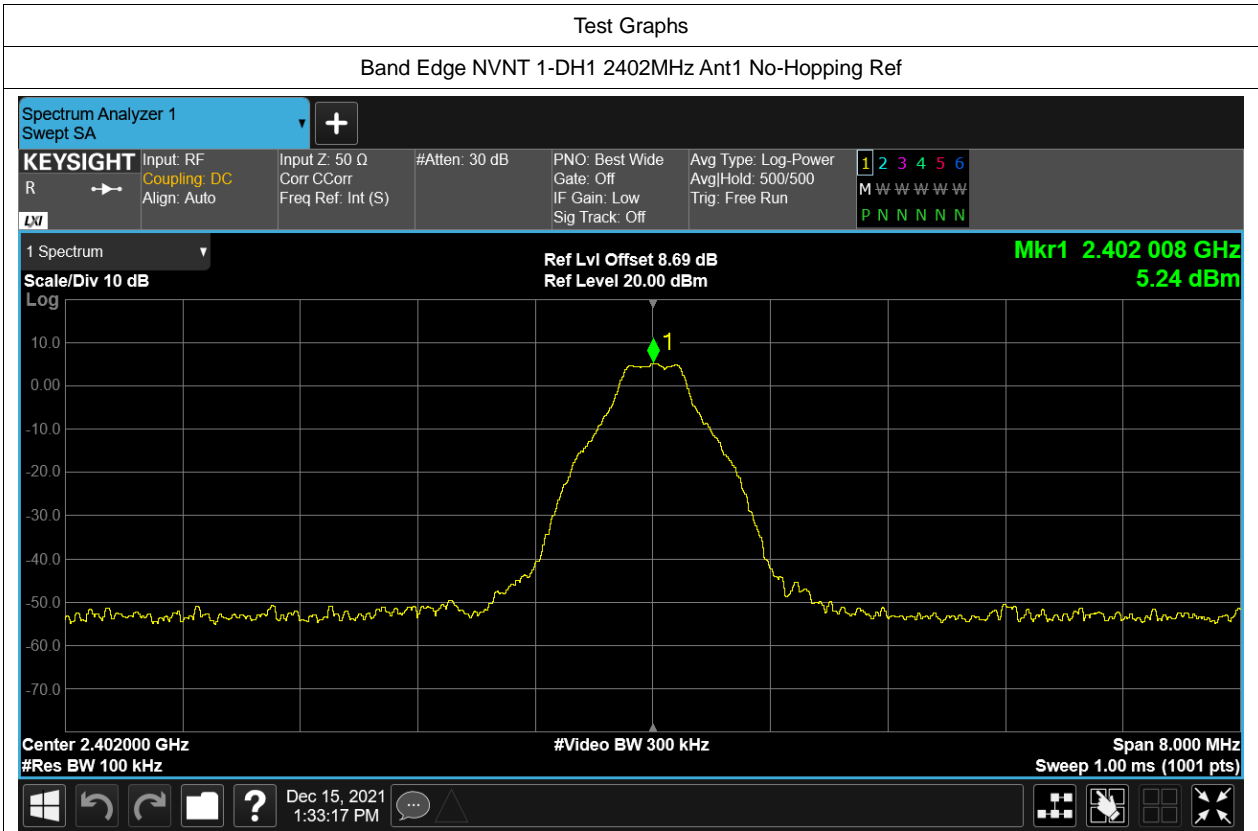 Test Graphs
Band Edge NVNT 1-DH1 2402MHz Ant1 No-Hopping Ref
Spectrum Analyzer 1
Swept SA
KEYSIGHT
R
LXI
Input: RF
Coupling: DC
Align: Auto
Input Z: 50 Ω
Corr CCorr
Freq Ref: Int (S)
#Atten: 30 dB
PNO: Best Wide
Gate: Off
IF Gain: Low
Sig Track: Off
Avg Type: Log-Power
Avg|Hold: 500/500
Trig: Free Run
1 2 3 4 5 6
M W W W W W
P N N N N N
1 Spectrum
Scale/Div 10 dB
Ref Lvl Offset 8.69 dB
Ref Level 20.00 dBm
Mkr1 2.402 008 GHz
5.24 dBm
Log
10.0
0.00
-10.0
-20.0
-30.0
-40.0
-50.0
-60.0
-70.0
1
Center 2.402000 GHz
#Res BW 100 kHz
#Video BW 300 kHz
Span 8.000 MHz
Sweep 1.00 ms (1001 pts)
?
Dec 15, 2021
1:33:17 PM